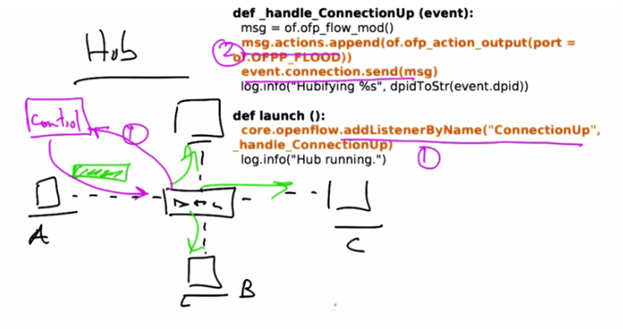 Hub
def _handle_ConnectionUp (event):
msg = of.ofp_flow_mod()
msg.actions.append(of.ofp_action_output(port =
of.OFPP_FLOOD))
event.connection.send(msg)
log.info("Hubifying %s", dpidToStr(event.dpid))
def launch ():
core.openflow.addListenerByName("ConnectionUp",
_handle_ConnectionUp)
log.info("Hub running.")
2
1
Control
1
A
C
B